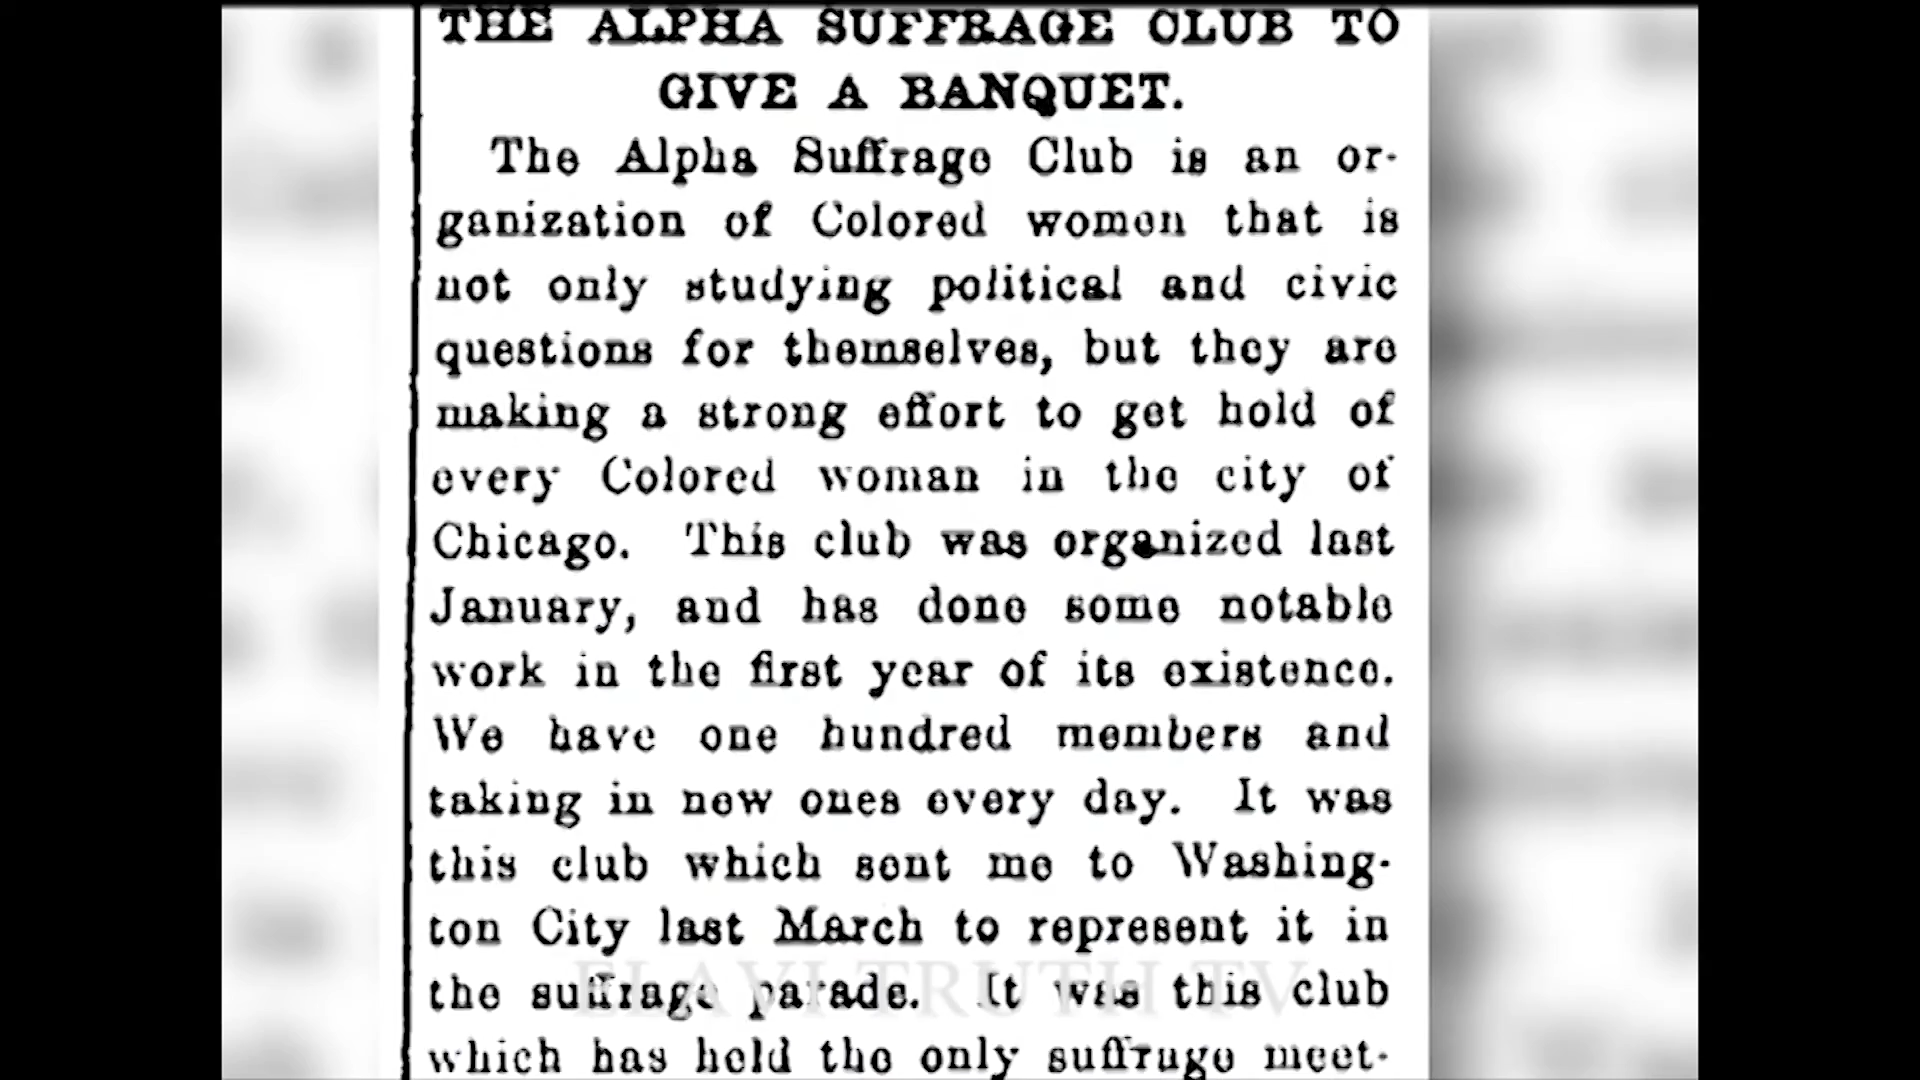 THE ALPHA SUFFRAGE CLUB TO
GIVE A BANQUET.
The Alpha Suffrage Club is an or-
ganization of Colored women that is
not only studying political and civic
questions for themselves, but they are
making a strong effort to get hold of
every Colored woman in the city of
Chicago. This club was organized last
January, and has done some notable
work in the first year of its existence.
We have one hundred members and
taking in new ones every day. It was
this club which sent me to Washing-
ton City last March to represent it in
the suffrage parade. It was this club
which has held the only suffrage meet-
ELAVI TRUTH TV